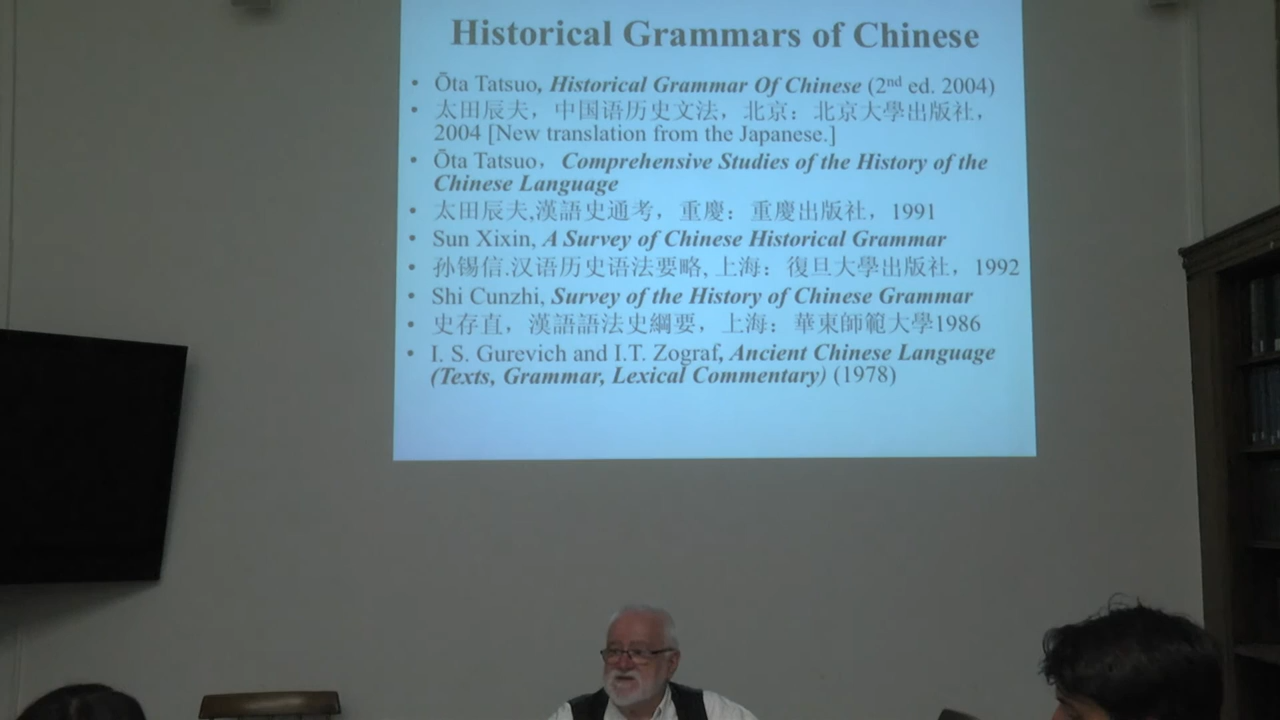 Historical Grammars of Chinese
• Ōta Tatsuo, Historical Grammar Of Chinese (2nd ed. 2004)
• 太田辰夫，中国语历史文法，北京：北京大學出版社，
2004 [New translation from the Japanese.]
• Ōta Tatsuo， Comprehensive Studies of the History of the
Chinese Language
• 太田辰夫,漢語史通考，重慶：重慶出版社，1991
• Sun Xixin, A Survey of Chinese Historical Grammar
• 孙锡信.汉语历史语法要略, 上海：復旦大學出版社，1992
• Shi Cunzhi, Survey of the History of Chinese Grammar
• 史存直，漢語語法史綱要，上海：華東師範大學1986
• I. S. Gurevich and I.T. Zograf, Ancient Chinese Language
(Texts, Grammar, Lexical Commentary) (1978)